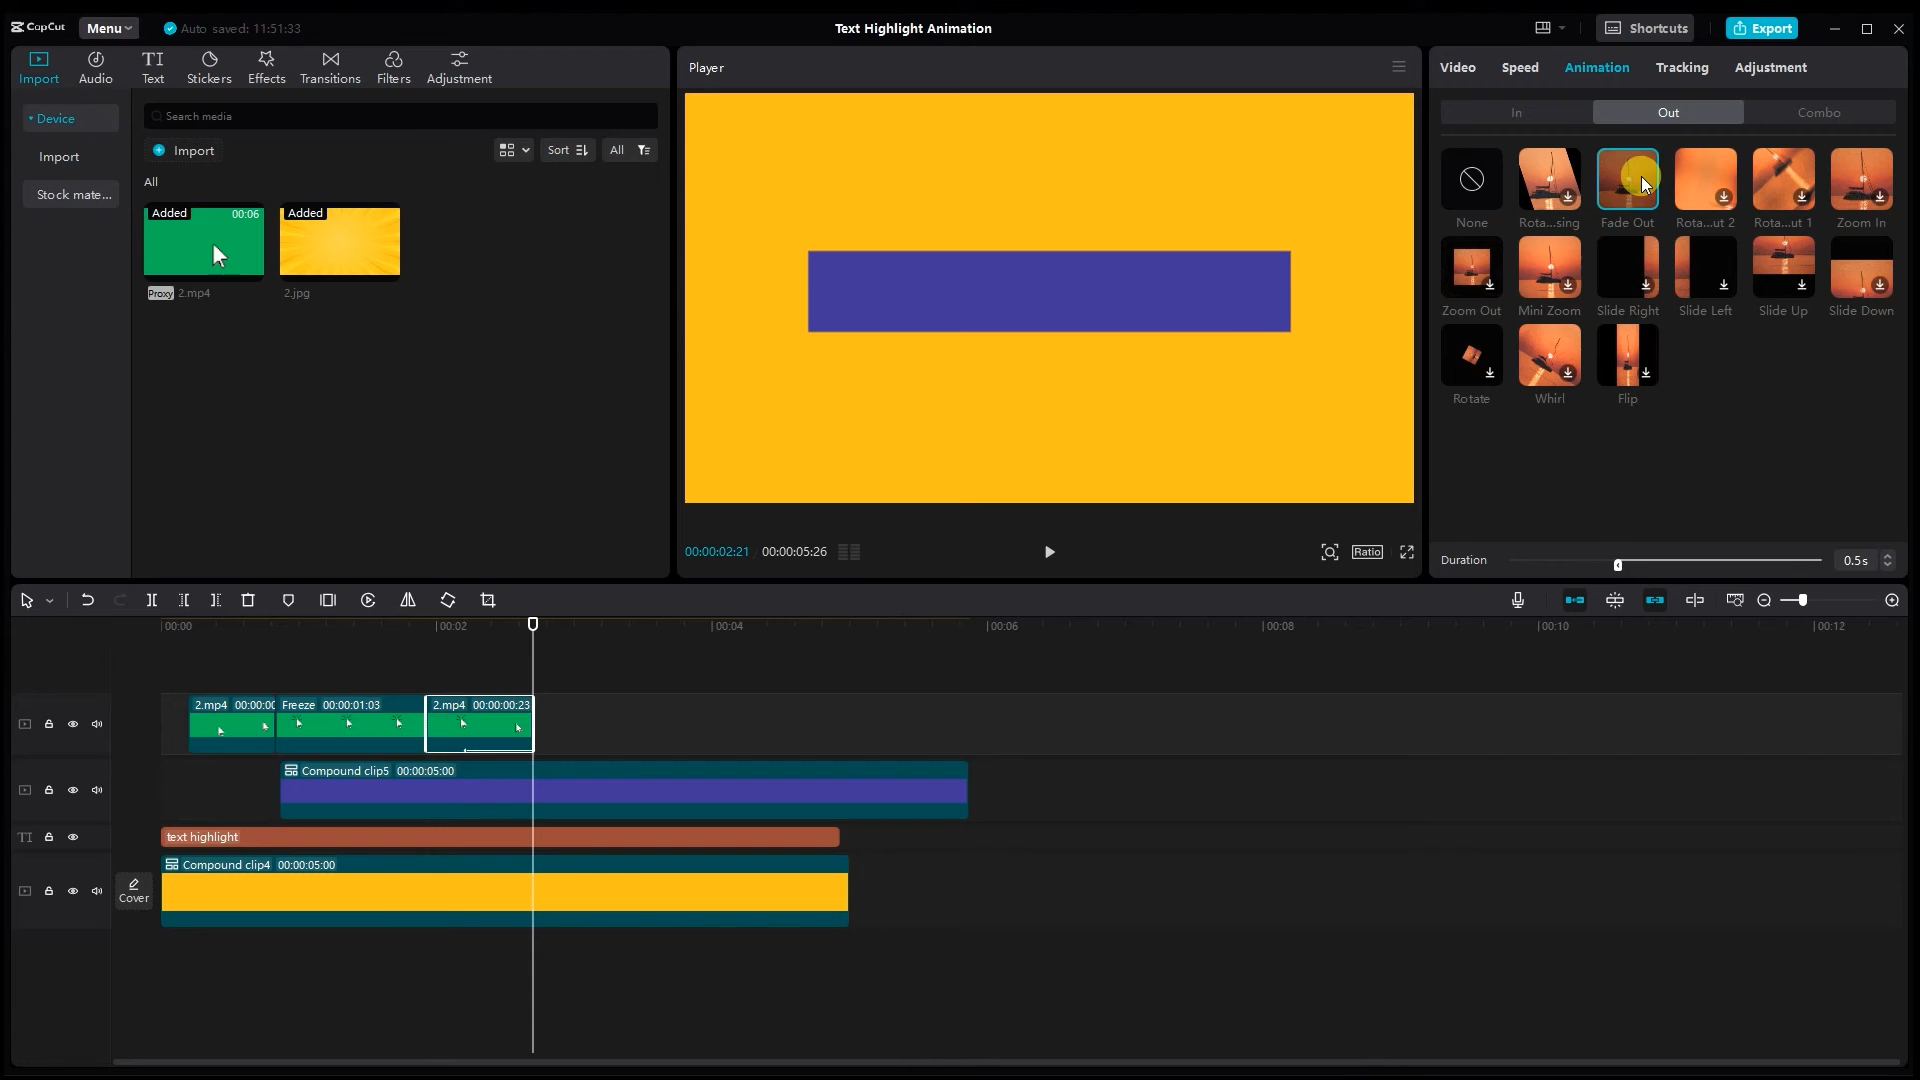 CapCut Menu Auto saved: 11:51:33 Text Highlight Animation Shortcuts Export
Import Audio Text Stickers Effects Transitions Filters Adjustment
Device
Import
Stock mate...
Search media
Import Sort All
All
Added 00:06 Added
Proxy 2.mp4 2.jpg
Player
00:00:02:21 00:00:05:26 Ratio
Video Speed Animation Tracking Adjustment
In Out Combo
None Rota...sing Fade Out Rota...ut 2 Rota...ut 1 Zoom In
Zoom Out Mini Zoom Slide Right Slide Left Slide Up Slide Down
Rotate Whirl Flip
Duration 0.5s
00:00 00:02 00:04 00:06 00:08 00:10 00:12
2.mp4 00:00:00 Freeze 00:00:01:03 2.mp4 00:00:00:23
Compound clip5 00:00:05:00
TI text highlight
Compound clip4 00:00:05:00
Cover